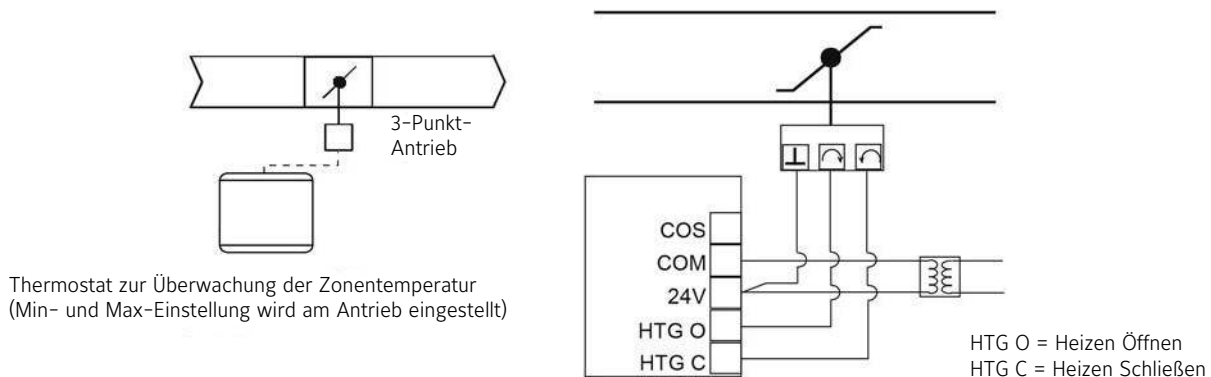 3-Punkt-
Antrieb
Thermostat zur Überwachung der Zonentemperatur
(Min- und Max-Einstellung wird am Antrieb eingestellt)
COS
COM
24V
HTG O
HTG C
HTG O = Heizen Öffnen
HTG C = Heizen Schließen